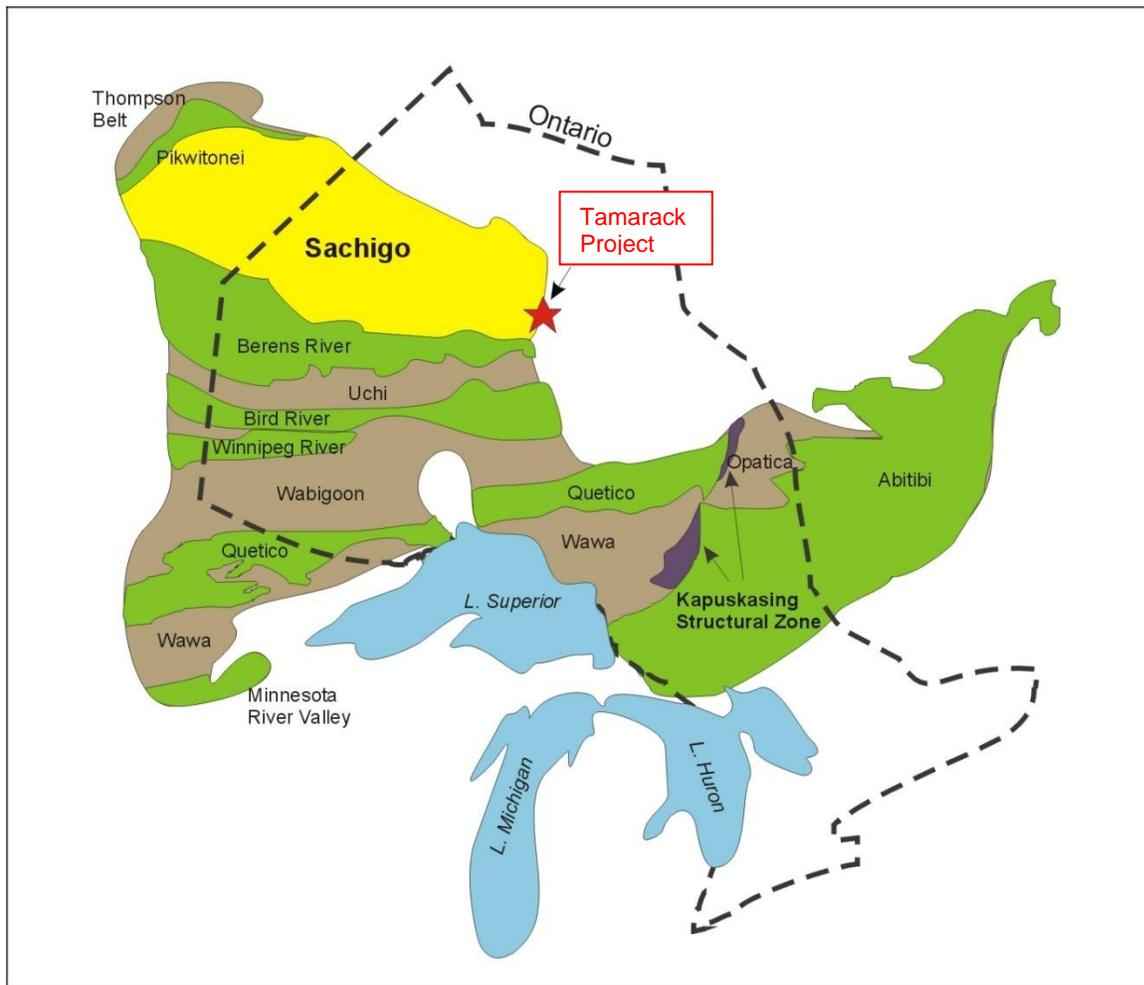 Thompson
Belt
Ontario
Pikwitonei
Tamarack
Project
Sachigo
Berens River
Uchi
Bird River
Winnipeg River
Opatica
Abitibi
Wabigoon
Quetico
Quetico
Wawa
L. Superior
Kapuskasing
Structural Zone
Wawa
Minnesota
River Valley
L. Michigan
L. Huron